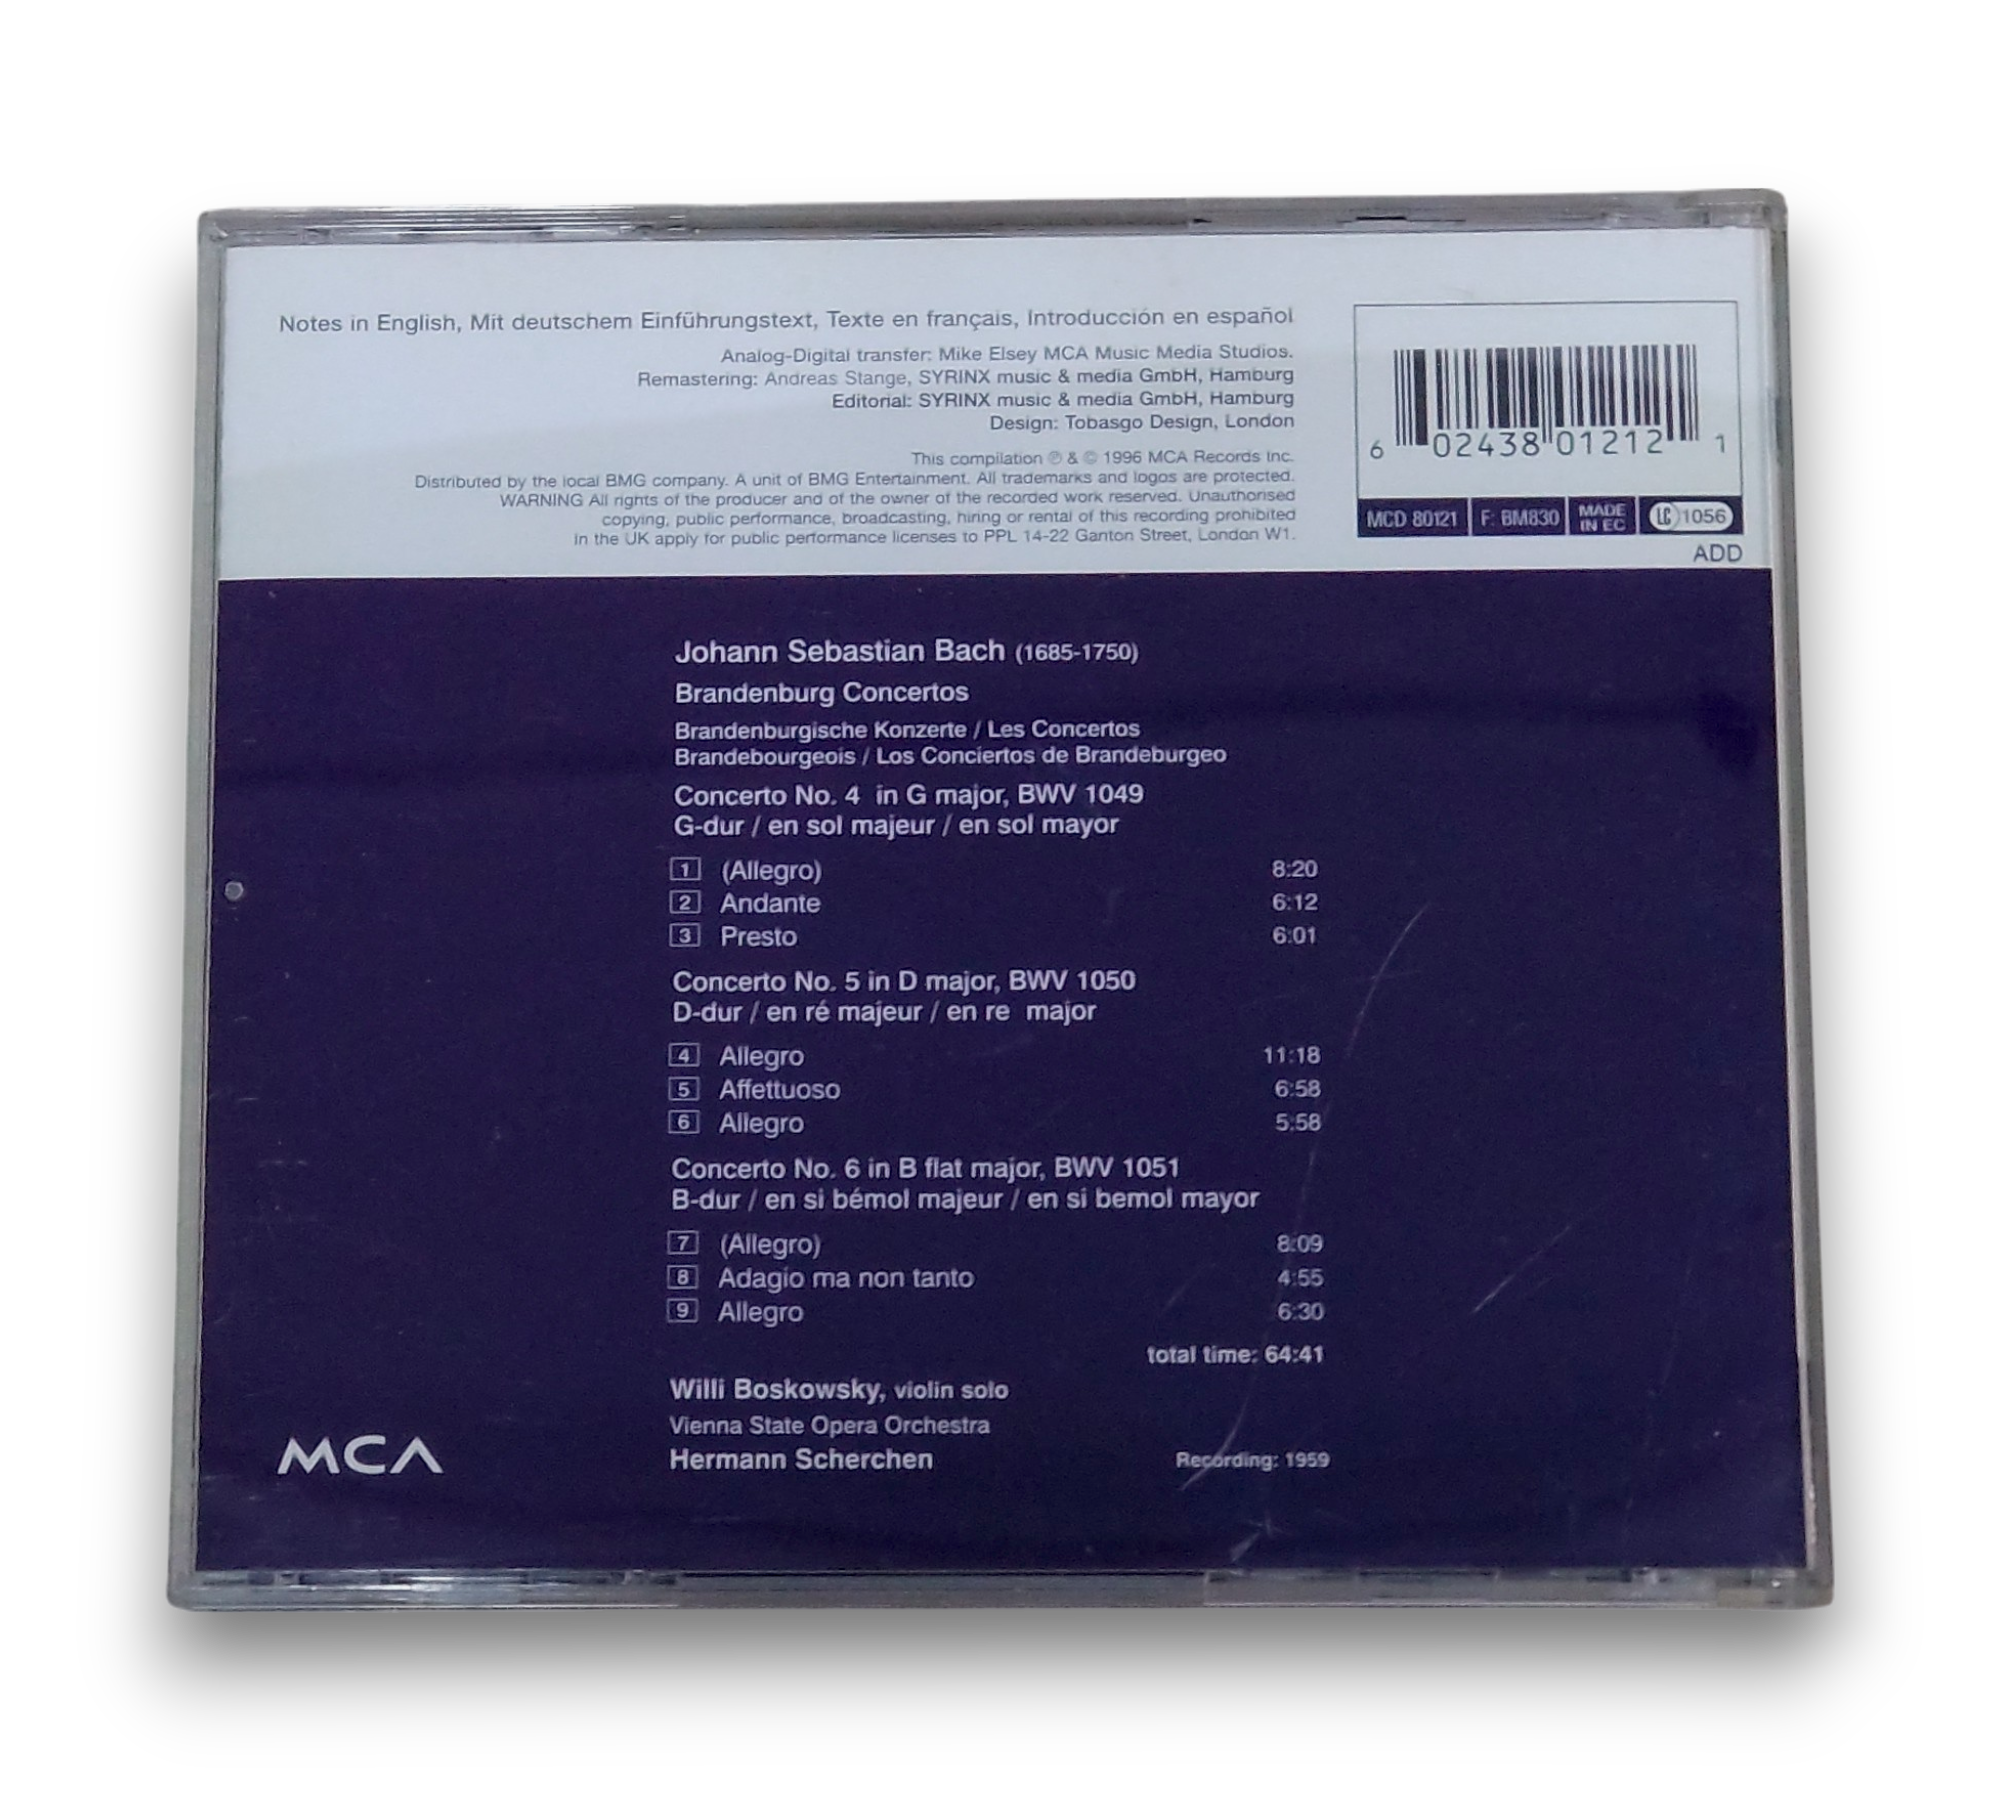 Notes in English, Mit deutschem Einführungstext, Texte en français, Introducción en español
Analog-Digital transfer: Mike Elsey MCA Music Media Studios.
Remastering: Andreas Stange, SYRINX music & media GmbH, Hamburg
Editorial: SYRINX music & media GmbH, Hamburg
Design: Tobasgo Design, London
This compilation ℗ & © 1996 MCA Records Inc.
Distributed by the local BMG company. A unit of BMG Entertainment. All trademarks and logos are protected.
WARNING All rights of the producer and of the owner of the recorded work reserved. Unauthorised
copying, public performance, broadcasting, hiring or rental of this recording prohibited
In the UK apply for public performance licenses to PPL 14-22 Ganton Street, London W1.
6 02438 01212 1
MCD 80121 F: BM830 MADE IN EC LC 1056
ADD
Johann Sebastian Bach (1685-1750)
Brandenburg Concertos
Brandenburgische Konzerte / Les Concertos
Brandebourgeois / Los Conciertos de Brandeburgeo
Concerto No. 4 in G major, BWV 1049
G-dur / en sol majeur / en sol mayor
1 (Allegro) 8:20
2 Andante 6:12
3 Presto 6:01
Concerto No. 5 in D major, BWV 1050
D-dur / en ré majeur / en re major
4 Allegro 11:18
5 Affettuoso 6:58
6 Allegro 5:58
Concerto No. 6 in B flat major, BWV 1051
B-dur / en si bémol majeur / en si bemol mayor
7 (Allegro) 8:09
8 Adagio ma non tanto 4:55
9 Allegro 6:30
total time: 64:41
Willi Boskowsky, violin solo
Vienna State Opera Orchestra
Hermann Scherchen Recording: 1959
MCA